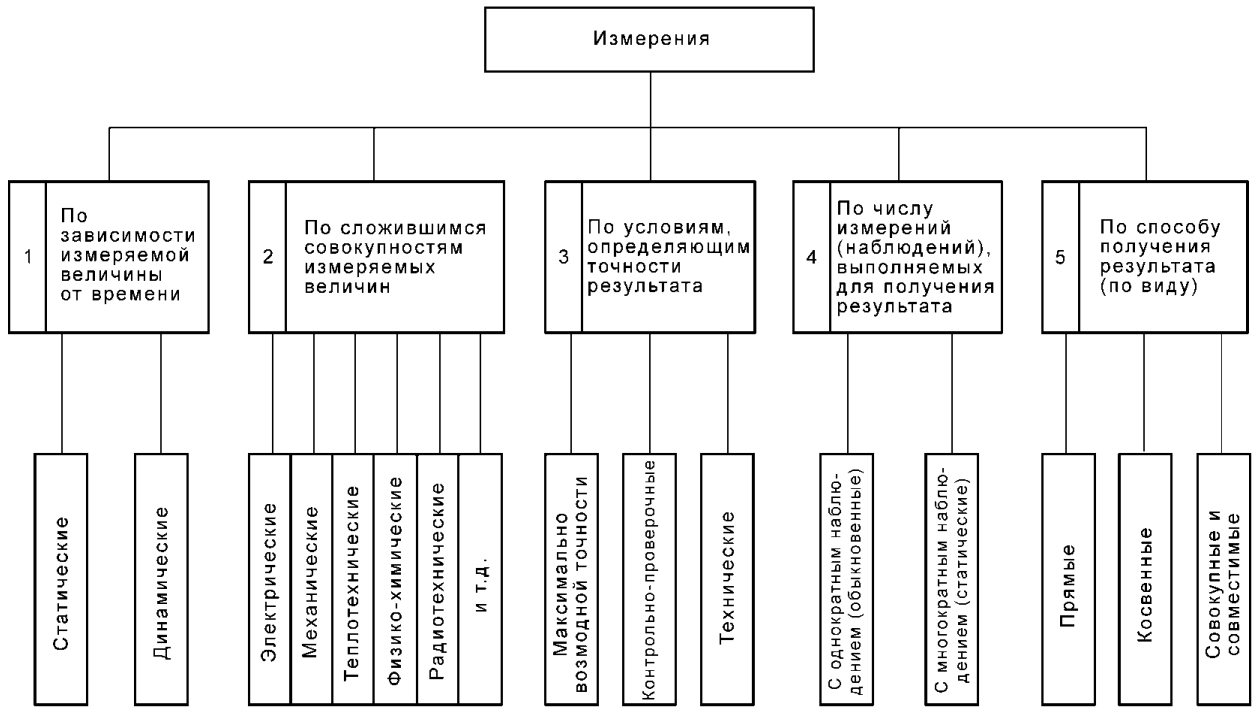 Измерения
1
По
зависимости
измеряемой
величины
от времени
2
По сложившимся
совокупностям
измеряемых
величин
3
По условиям,
определяющим
точности
результата
4
По числу
измерений
(наблюдений),
выполняемых
для получения
результата
5
По способу
получения
результата
(по виду)
Статические
Динамические
Электрические
Механические
Теплотехнические
Физико-химические
Радиотехнические
и т.д.
Максимально
возмодной точности
Контрольно-проверочные
Технические
С однократным наблю-
дением (обыкновенные)
С многократным наблю-
дением (статические)
Прямые
Косвенные
Совокупные и
совместимые